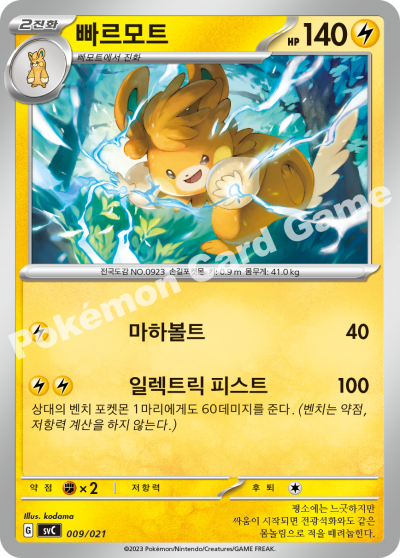 2진화
빠르모트
HP 140
빠모트에서 진화
전국도감 NO.0923 손길포켓몬 키: 0.9 m 몸무게: 41.0 kg
마하볼트 40
일렉트릭 피스트 100
상대의 벤치 포켓몬 1마리에게도 60데미지를 준다. (벤치는 약점,
저항력 계산을 하지 않는다.)
약점 ×2 저항력 후퇴
Illus. kodama
G svC 009/021
평소에는 느긋하지만
싸움이 시작되면 전광석화와도 같은
몸놀림으로 적을 때려눕힌다.
©2023 Pokémon/Nintendo/Creatures/GAME FREAK.
Pokémon Card Game